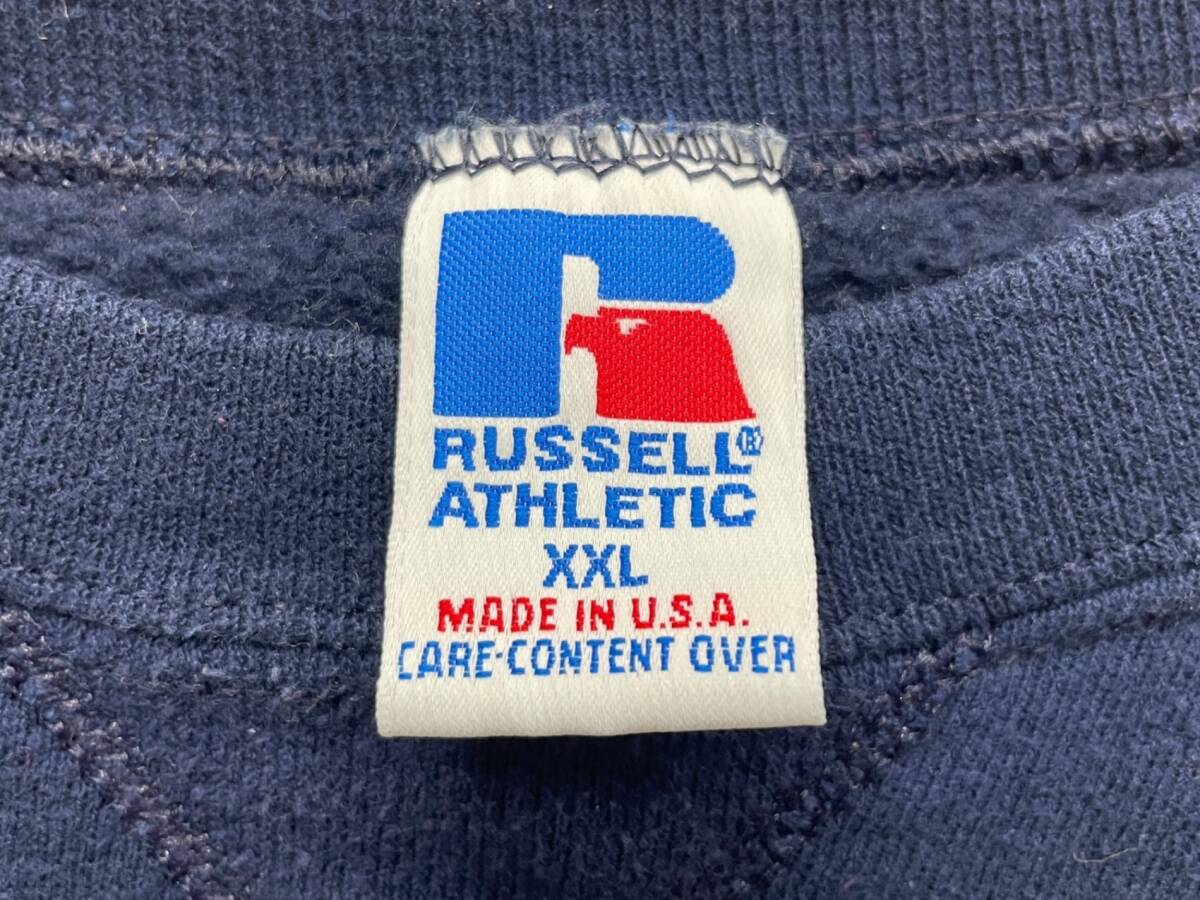 RUSSELL®
ATHLETIC
XXL
MADE IN U.S.A.
CARE-CONTENT OVER